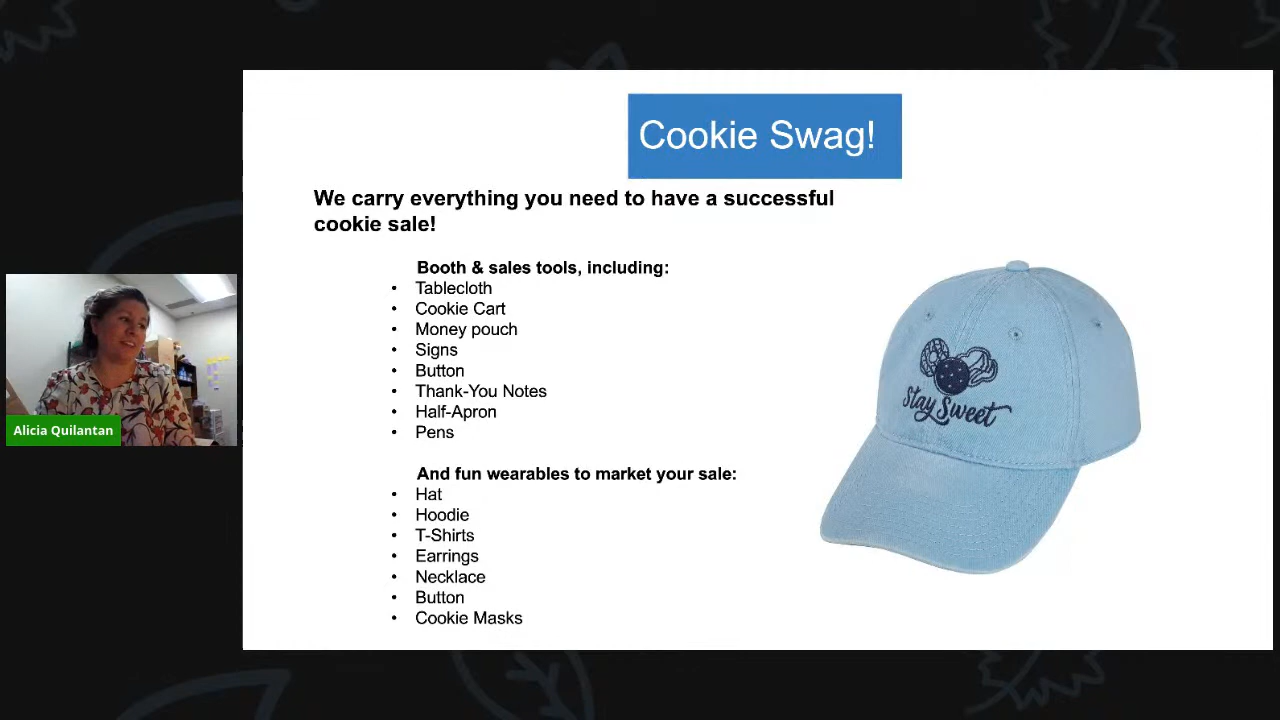 Cookie Swag!
We carry everything you need to have a successful
cookie sale!
Booth & sales tools, including:
• Tablecloth
• Cookie Cart
• Money pouch
• Signs
• Button
• Thank-You Notes
• Half-Apron
• Pens
And fun wearables to market your sale:
• Hat
• Hoodie
• T-Shirts
• Earrings
• Necklace
• Button
• Cookie Masks
Stay Sweet
Alicia Quilantan